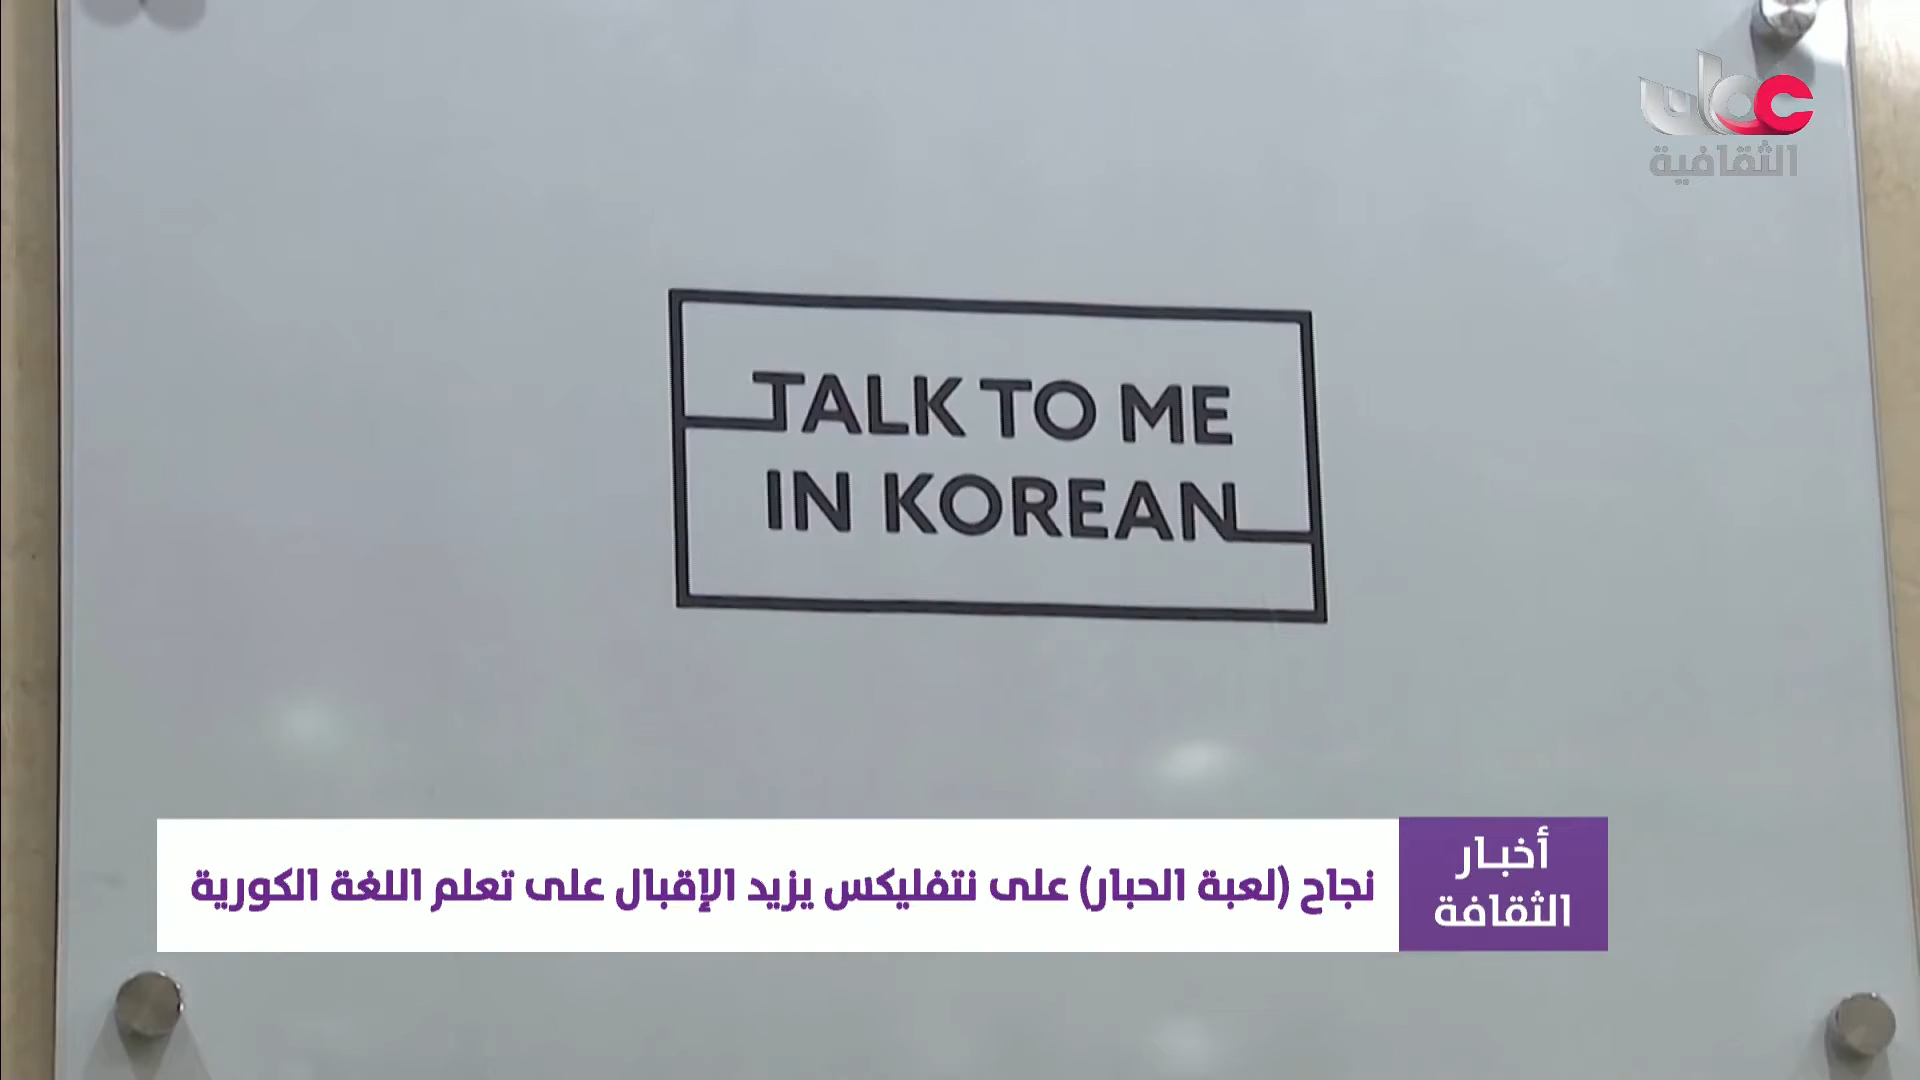 عمان
الثقافية
TALK TO ME
IN KOREAN
أخبار
الثقافة
نجاح (لعبة الحبار) على نتفليكس يزيد الإقبال على تعلم اللغة الكورية